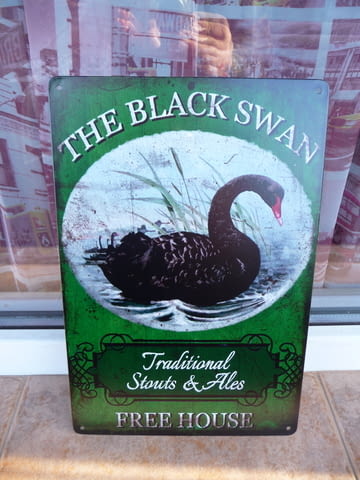 THE BLACK SWAN
Traditional
Stouts & Ales
FREE HOUSE